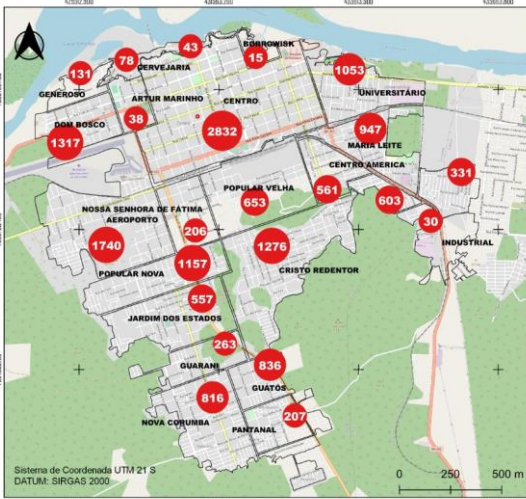 43
BORROWISK
15
78
CERVEJARIA
131
GENEROSO
1053
UNIVERSITÁRIO
ARTUR MARINHO
CENTRO
38
DOM BOSCO
1317
2832
947
MARIA LEITE
CENTRO AMERICA
331
POPULAR VELHA
653
561
603
NOSSA SENHORA DE FÁTIMA
AEROPORTO
206
30
INDUSTRIAL
1740
1276
1157
POPULAR NOVA
CRISTO REDENTOR
557
JARDIM DOS ESTADOS
263
GUARANI
836
GUATÓS
816
207
NOVA CORUMBA
PANTANAL
Sistema de Coordenada UTM 21 S
DATUM: SIRGAS 2000
0 250 500 m